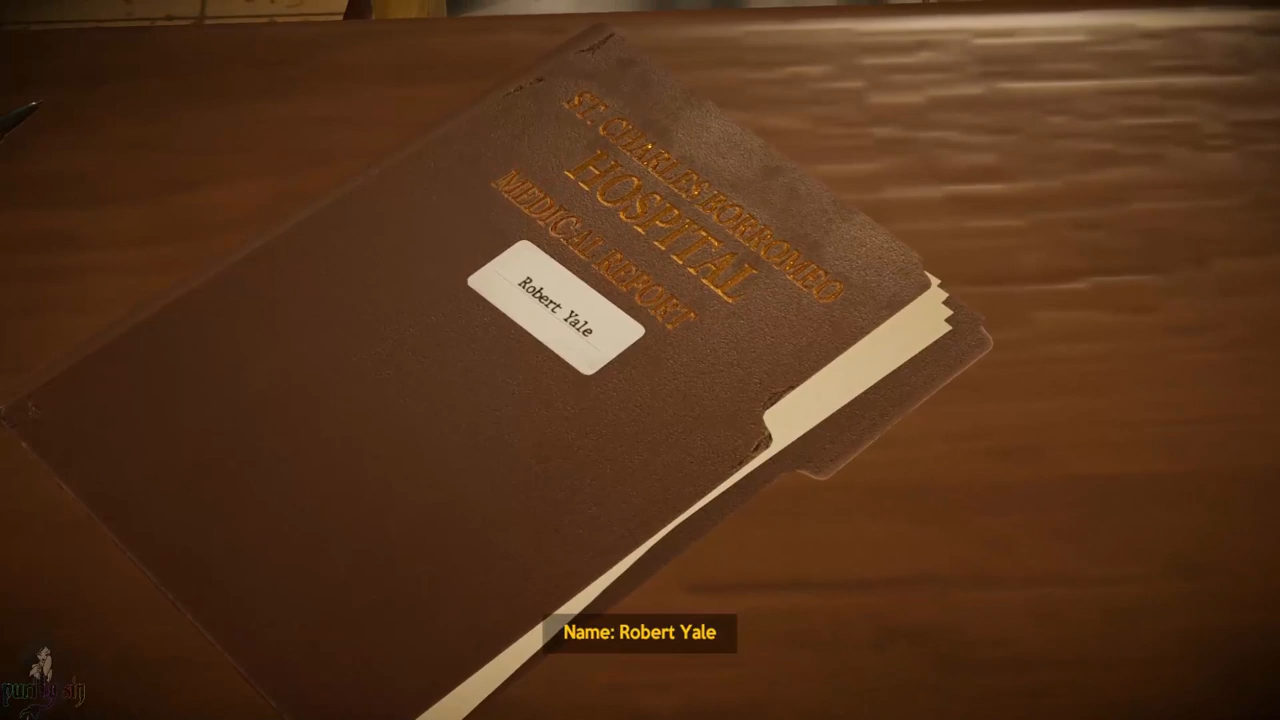 ST. CHARLES BORROMEO
HOSPITAL
MEDICAL REPORT
Robert Yale
Name: Robert Yale